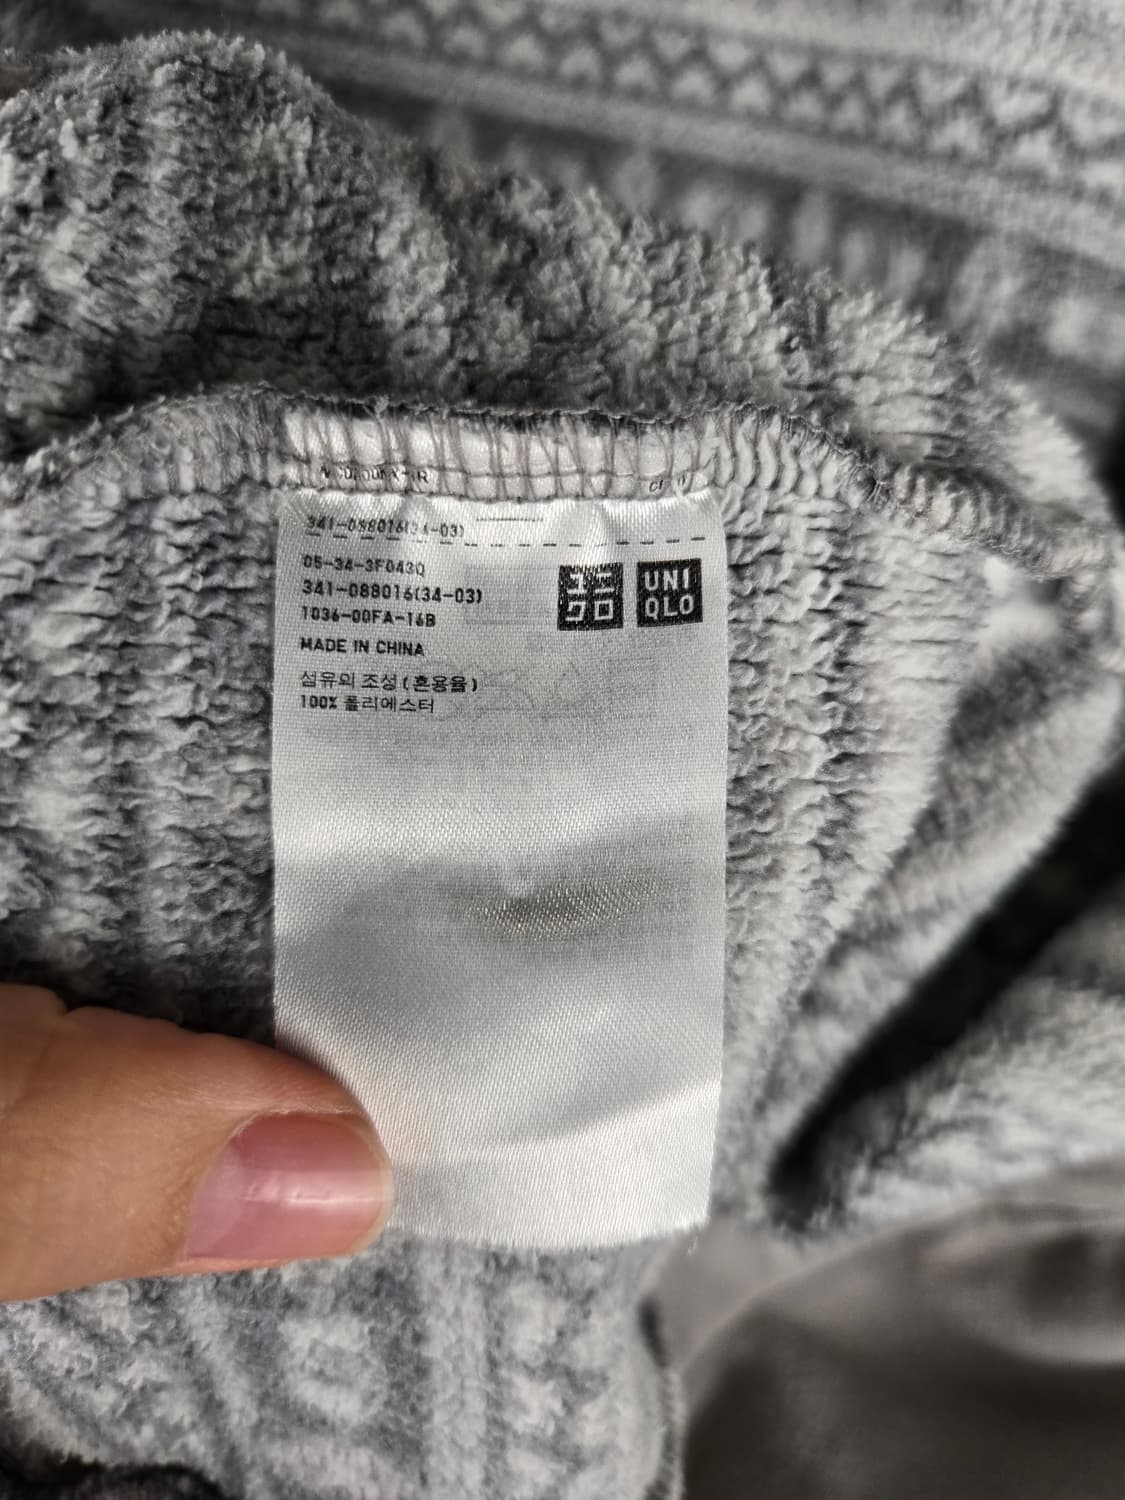 341-088016(34-03)
05-34-3F043Q
341-088016(34-03)
1036-00FA-16B
MADE IN CHINA
섬유의 조성 ( 혼용율 )
100% 폴리에스터
ユニ
クロ
UNI
QLO